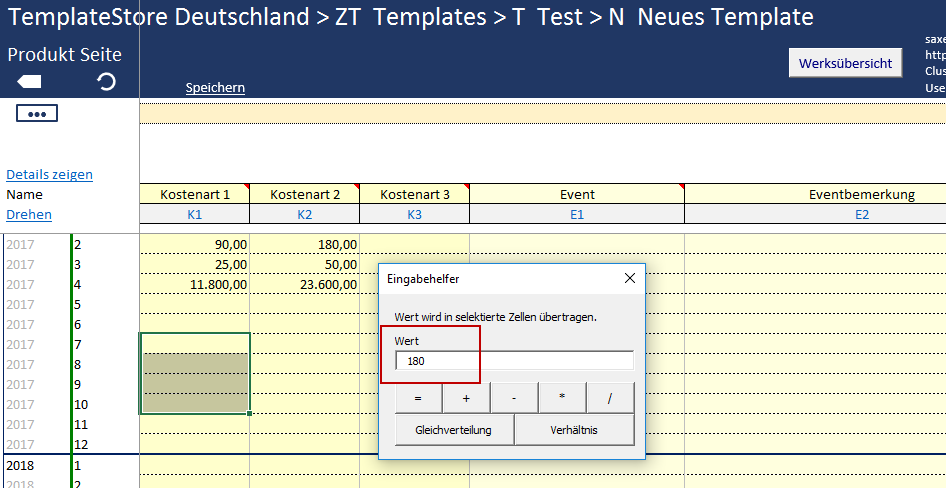 TemplateStore Deutschland > ZT Templates > T Test > N Neues Template
Produkt Seite
Werksübersicht
saxe
http
Clus
Use
Speichern
Details zeigen
Name Kostenart 1 Kostenart 2 Kostenart 3 Event Eventbemerkung
Drehen K1 K2 K3 E1 E2
2017 2 90,00 180,00
2017 3 25,00 50,00
2017 4 11.800,00 23.600,00
2017 5
2017 6
2017 7
2017 8
2017 9
2017 10
2017 11
2017 12
2018 1
2
Eingabehelfer
Wert wird in selektierte Zellen übertragen.
Wert
180
= + - * /
Gleichverteilung Verhältnis